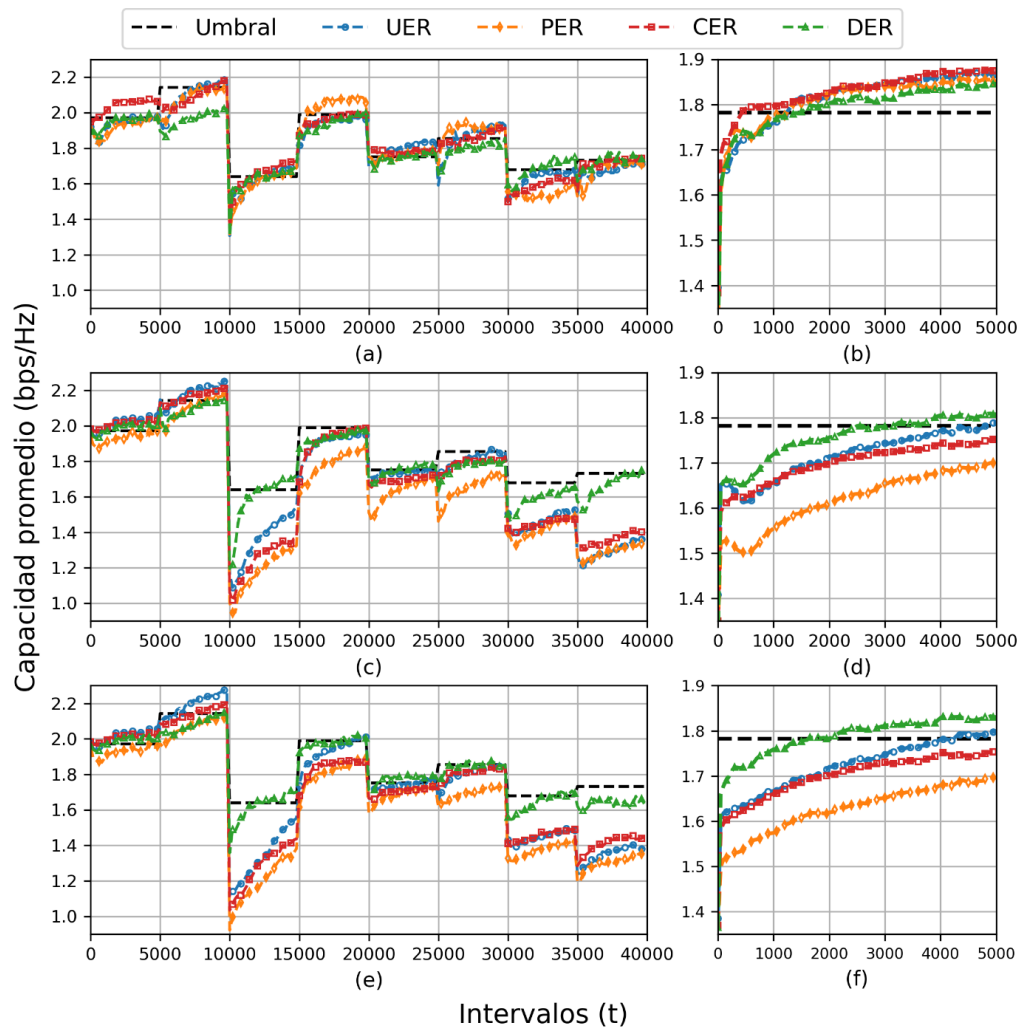 Umbral UER PER CER DER
2.2 2.0 1.8 1.6 1.4 1.2 1.0
0 5000 10000 15000 20000 25000 30000 35000 40000
(a)
1.9 1.8 1.7 1.6 1.5 1.4
0 1000 2000 3000 4000 5000
(b)
Capacidad promedio (bps/Hz)
2.2 2.0 1.8 1.6 1.4 1.2 1.0
0 5000 10000 15000 20000 25000 30000 35000 40000
(c)
1.9 1.8 1.7 1.6 1.5 1.4
0 1000 2000 3000 4000 5000
(d)
2.2 2.0 1.8 1.6 1.4 1.2 1.0
0 5000 10000 15000 20000 25000 30000 35000 40000
(e)
1.9 1.8 1.7 1.6 1.5 1.4
0 1000 2000 3000 4000 5000
(f)
Intervalos (t)